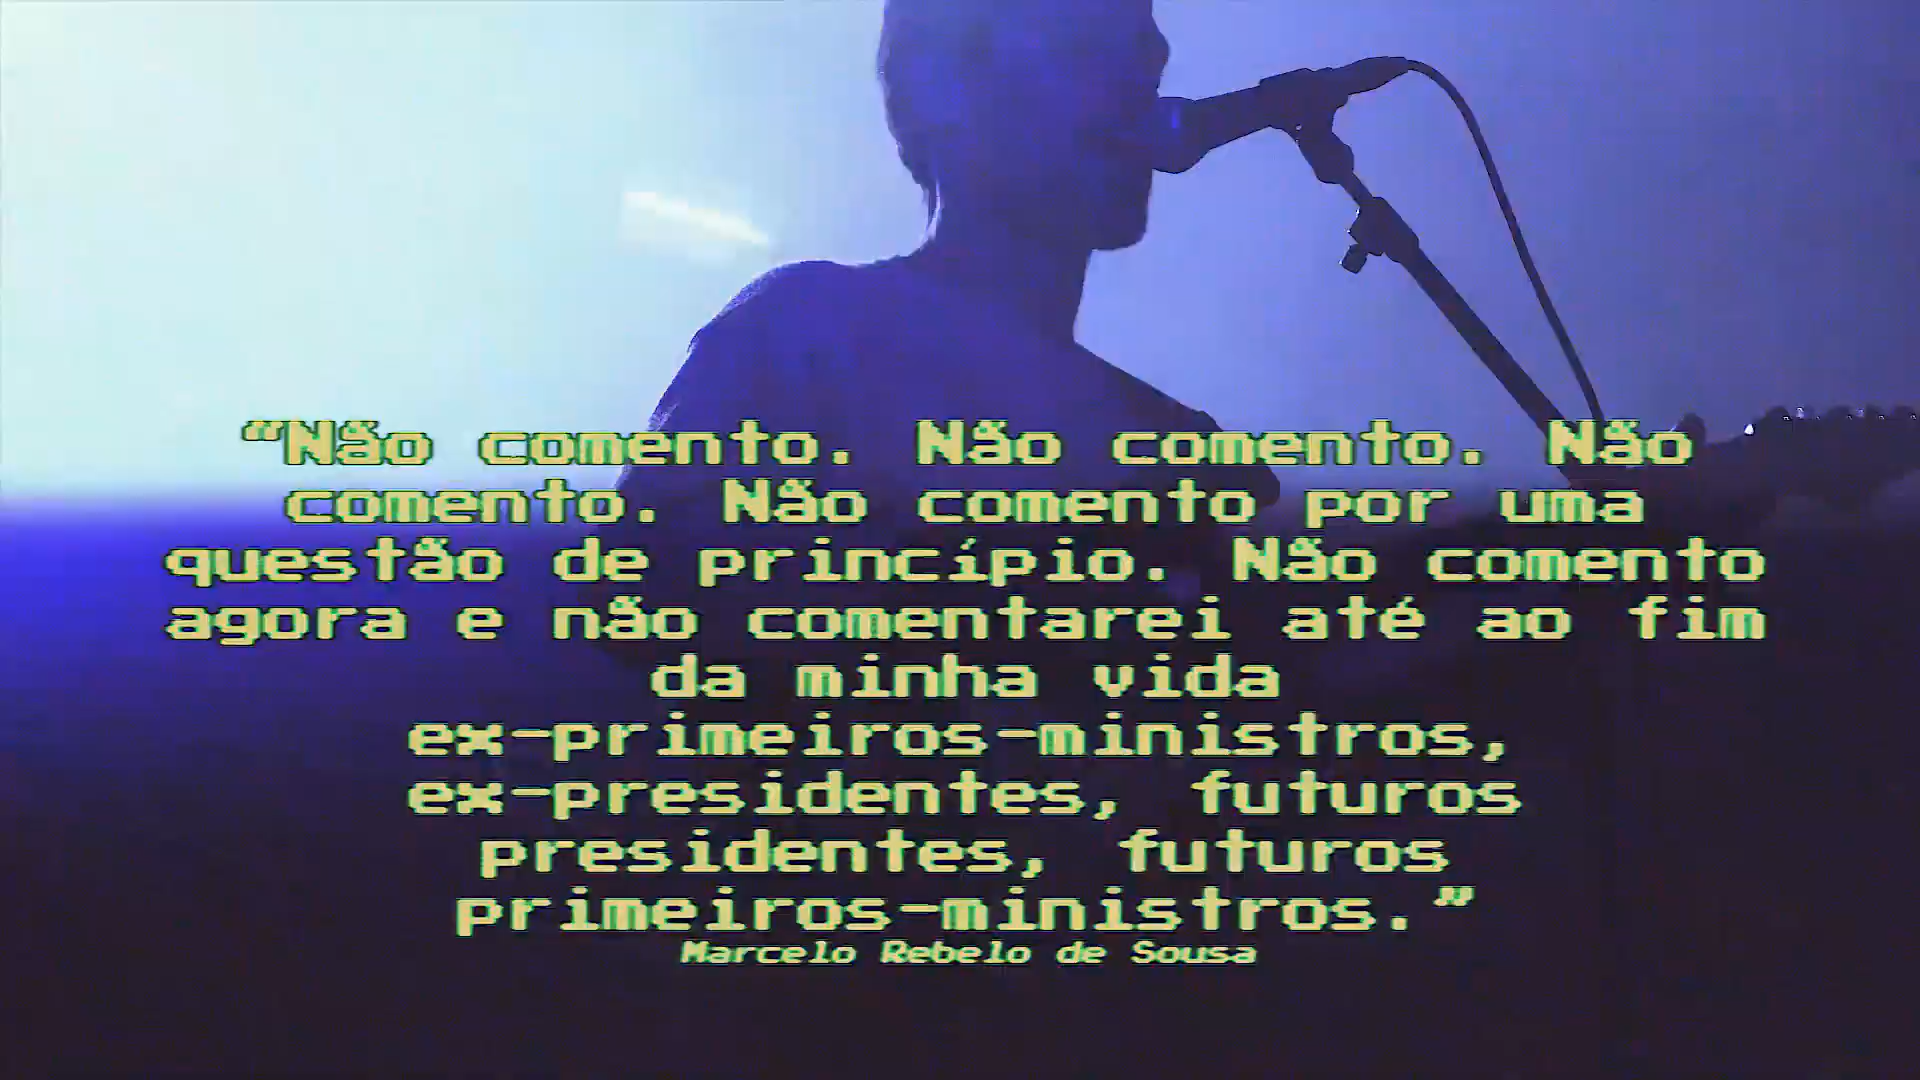 “Não comento. Não comento. Não
comento. Não comento por uma
questão de princípio. Não comento
agora e não comentarei até ao fim
da minha vida
ex-primeiros-ministros,
ex-presidentes, futuros
presidentes, futuros
primeiros-ministros.”
Marcelo Rebelo de Sousa